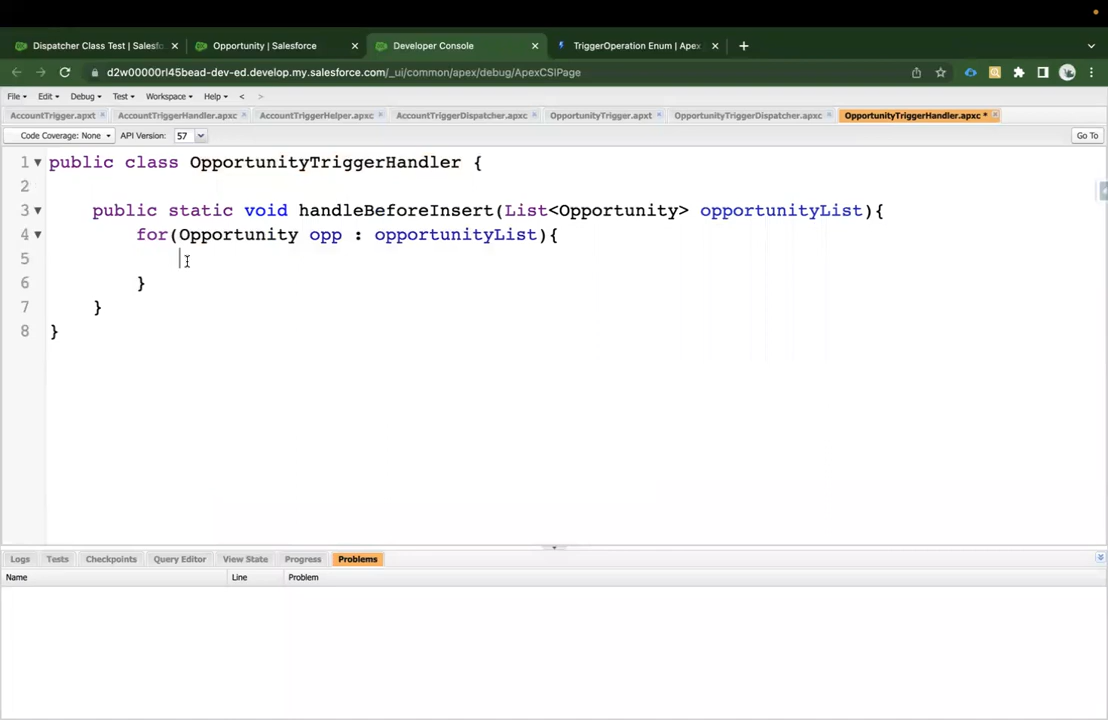 Dispatcher Class Test | Salesfo
Opportunity | Salesforce
Developer Console
TriggerOperation Enum | Apex
d2w00000rl45bead-dev-ed.develop.my.salesforce.com/_ui/common/apex/debug/ApexCSIPage
File Edit Debug Test Workspace Help < >
AccountTrigger.apxt
AccountTriggerHandler.apxc
AccountTriggerHelper.apxc
AccountTriggerDispatcher.apxc
OpportunityTrigger.apxt
OpportunityTriggerDispatcher.apxc
OpportunityTriggerHandler.apxc *
Code Coverage: None API Version: 57 Go To
1 public class OpportunityTriggerHandler {
2
3 public static void handleBeforeInsert(List<Opportunity> opportunityList){
4 for(Opportunity opp : opportunityList){
5
6 }
7 }
8 }
Logs Tests Checkpoints Query Editor View State Progress Problems
Name Line Problem